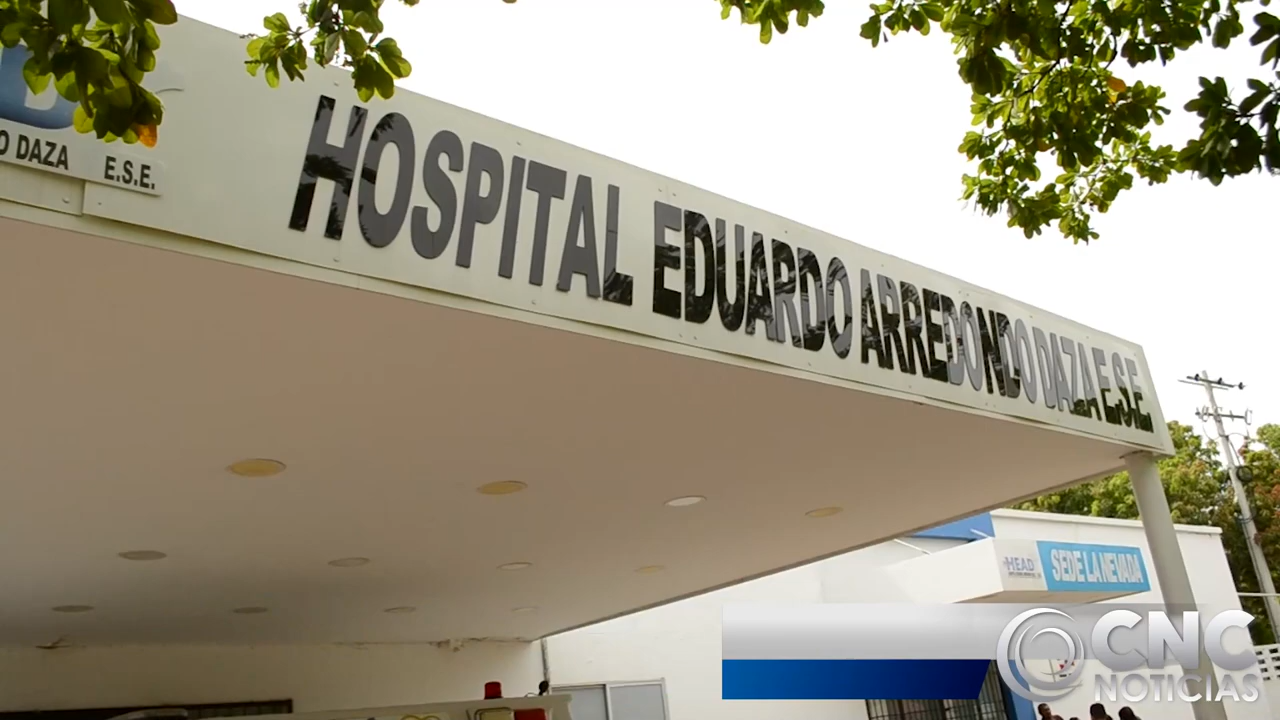 O DAZA E.S.E.
HOSPITAL EDUARDO ARREDONDO DAZA E.S.E.
HEAD
SEDE LA NEVADA
CNC
NOTICIAS